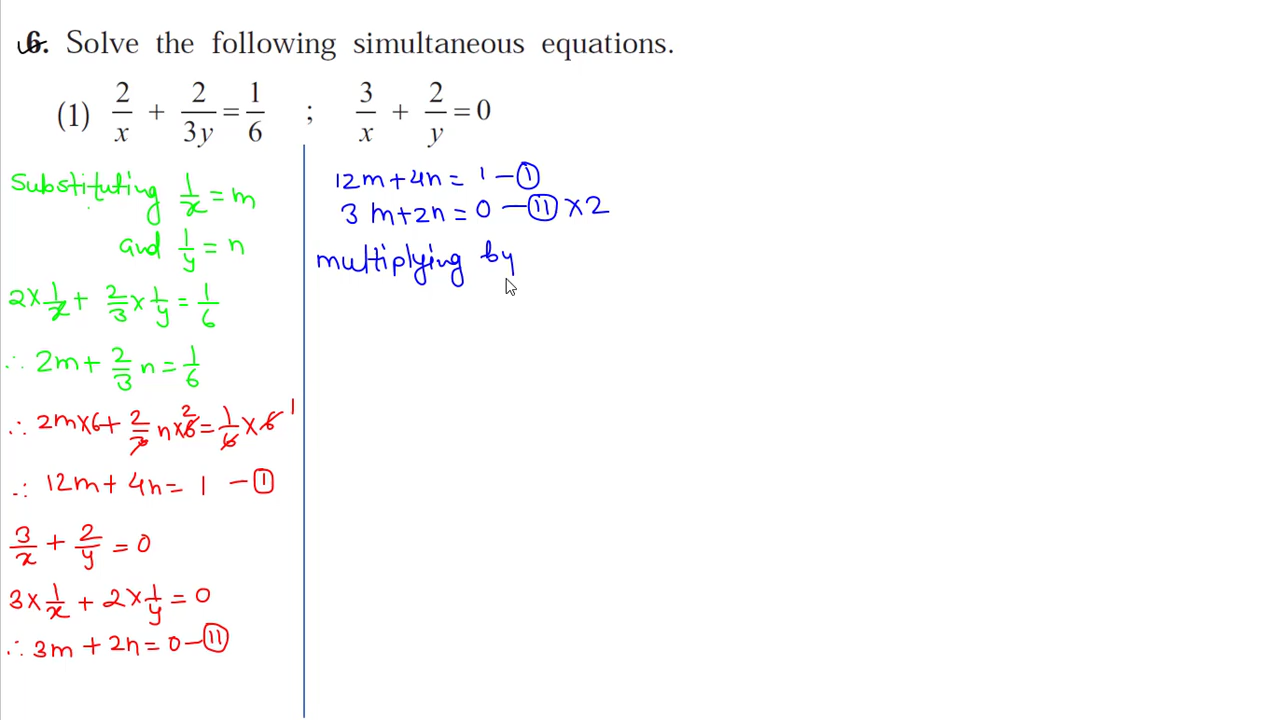 6. Solve the following simultaneous equations.
(1) 2/x + 2/3y = 1/6 ; 3/x + 2/y = 0
Substituting 1/x = m
and 1/y = n
2 × 1/x + 2/3 × 1/y = 1/6
∴ 2m + 2/3 n = 1/6
∴ 2m × 6 + 2/3 n × 6 2 = 1/6 × 6 1
∴ 12m + 4n = 1 – ①
3/x + 2/y = 0
3 × 1/x + 2 × 1/y = 0
∴ 3m + 2n = 0 – ⑪
12m + 4n = 1 – ①
3m + 2n = 0 – ⑪ × 2
multiplying by